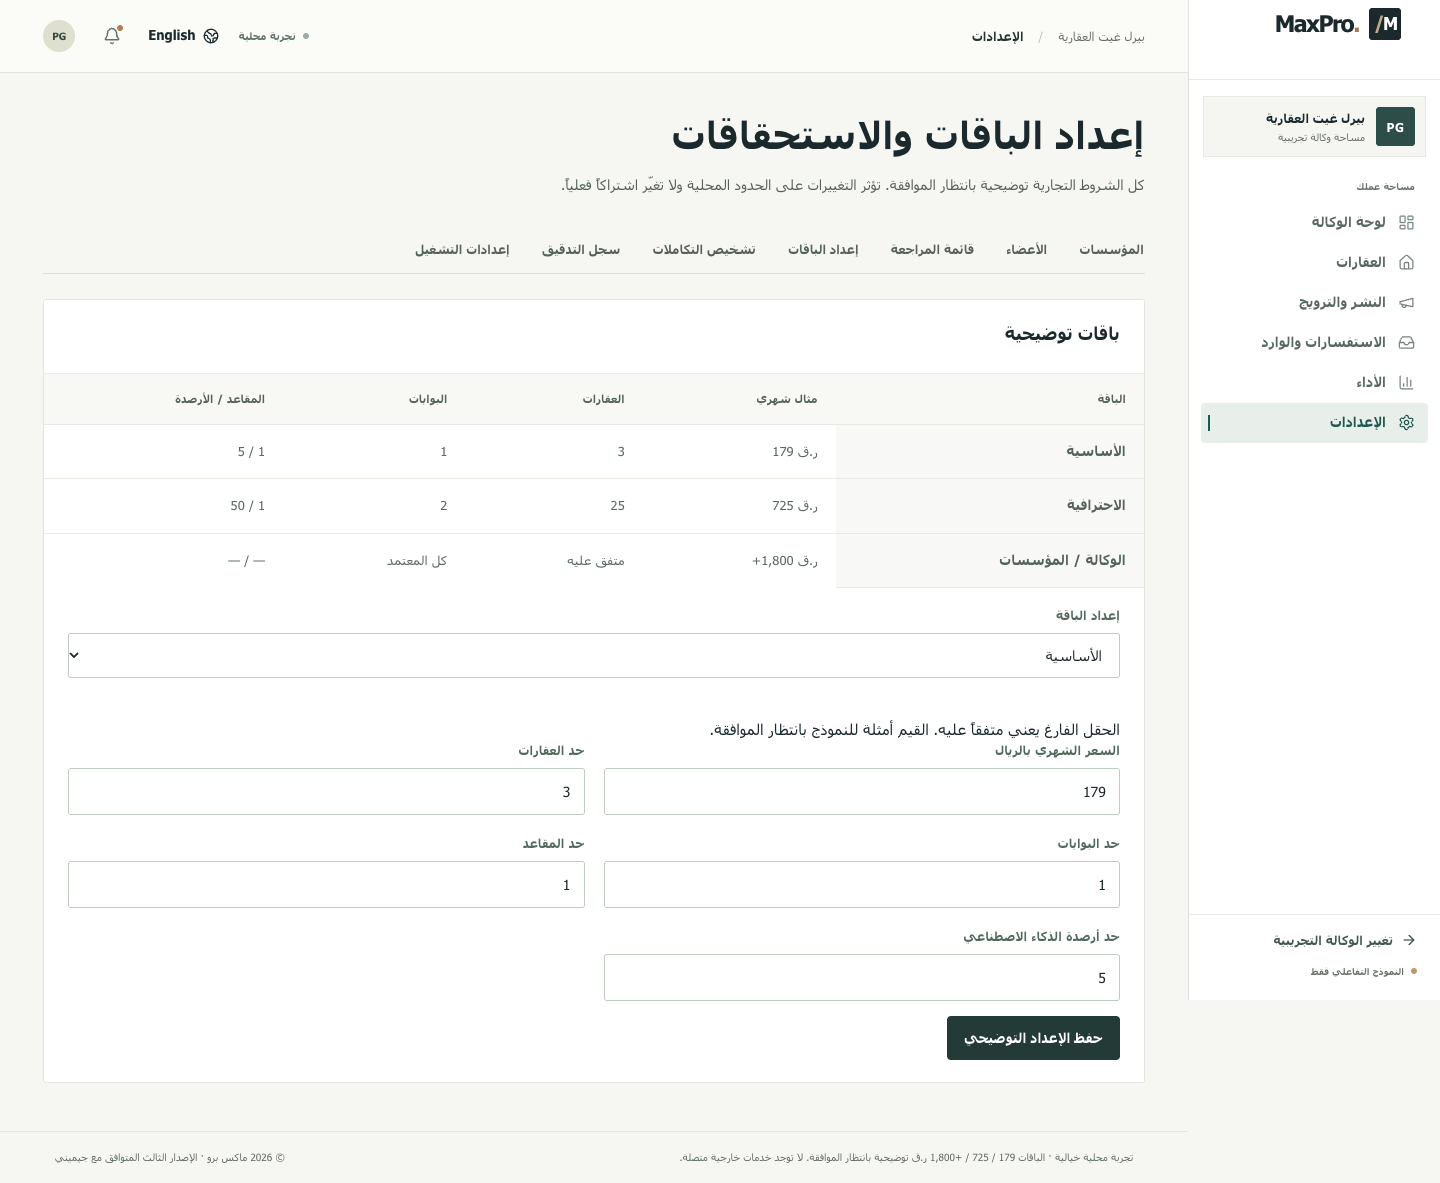 MaxPro.
/M
بيرل غيت العقارية / الإعدادات
تجربة محلية
English
PG
PG
بيرل غيت العقارية
مساحة وكالة تجريبية
مساحة عملك
لوحة الوكالة
العقارات
النشر والترويج
الاستفسارات والوارد
الأداء
الإعدادات
تغيير الوكالة التجريبية
النموذج التفاعلي فقط
إعداد الباقات والاستحقاقات
كل الشروط التجارية توضيحية بانتظار الموافقة. تؤثر التغييرات على الحدود المحلية ولا تغيّر اشتراكاً فعلياً.
المؤسسات الأعضاء قائمة المراجعة إعداد الباقات تشخيص التكاملات سجل التدقيق إعدادات التشغيل
باقات توضيحية
الباقة مثال شهري العقارات البوابات المقاعد / الأرصدة
الأساسية ر.ق 179 3 1 1 / 5
الاحترافية ر.ق 725 25 2 1 / 50
الوكالة / المؤسسات ر.ق 1,800+ متفق عليه كل المعتمد — / —
إعداد الباقة
الأساسية
الحقل الفارغ يعني متفقاً عليه. القيم أمثلة للنموذج بانتظار الموافقة.
السعر الشهري بالريال حد العقارات
179 3
حد البوابات حد المقاعد
1 1
حد أرصدة الذكاء الاصطناعي
5
حفظ الإعداد التوضيحي
تجربة محلية خيالية · الباقات 179 / 725 / 1,800+ ر.ق توضيحية بانتظار الموافقة. لا توجد خدمات خارجية متصلة.
© 2026 ماكس برو · الإصدار الثالث المتوافق مع جيميني